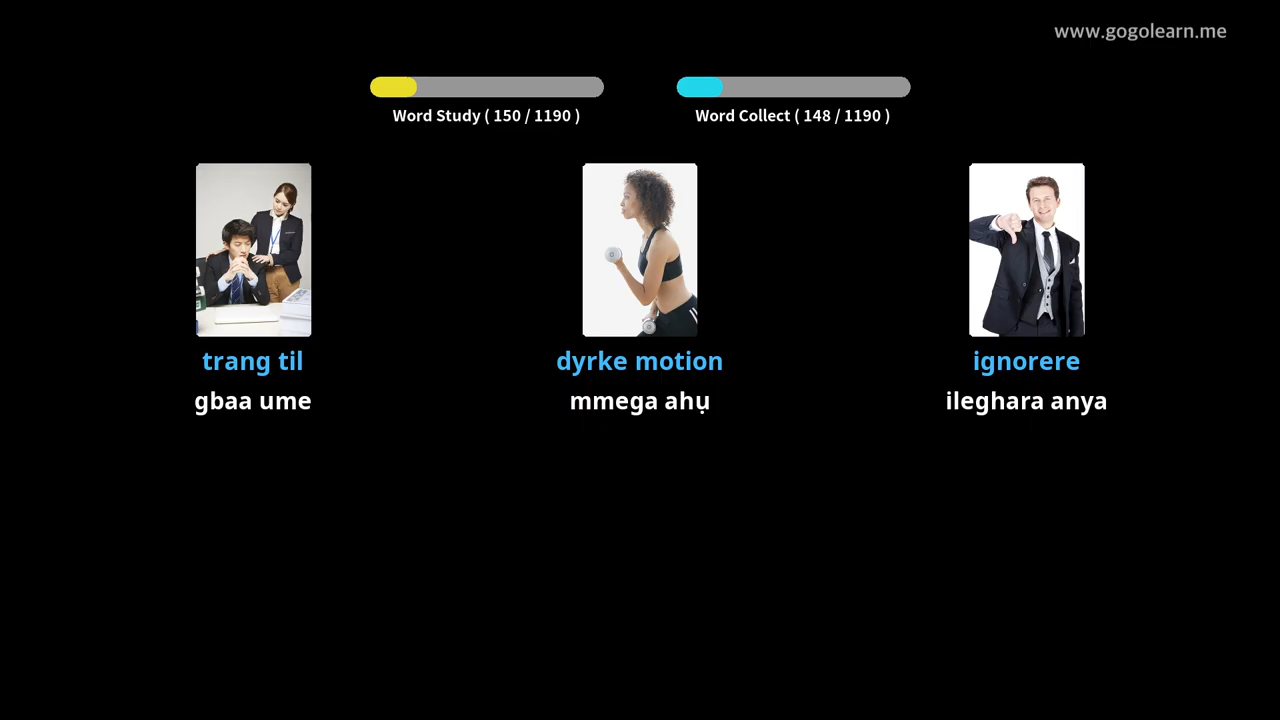 www.gogolearn.me
Word Study ( 150 / 1190 )
Word Collect ( 148 / 1190 )
trang til
dyrke motion
ignorere
gbaa ume
mmega ahụ
ileghara anya